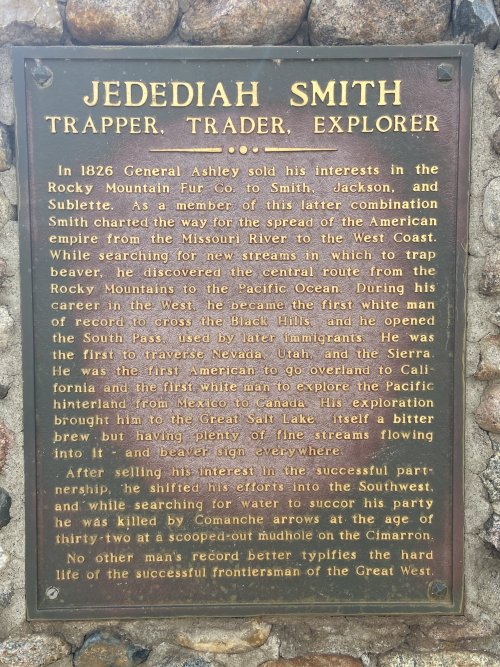 JEDEDIAH SMITH
TRAPPER, TRADER, EXPLORER
In 1826 General Ashley sold his interests in the
Rocky Mountain Fur Co. to Smith, Jackson, and
Sublette. As a member of this latter combination
Smith charted the way for the spread of the American
empire from the Missouri River to the West Coast.
While searching for new streams in which to trap
beaver, he discovered the central route from the
Rocky Mountains to the Pacific Ocean. During his
career in the West, he became the first white man
of record to cross the Black Hills, and he opened
the South Pass, used by later immigrants. He was
the first to traverse Nevada, Utah, and the Sierra.
He was the first American to go overland to Cali-
fornia and the first white man to explore the Pacific
hinterland from Mexico to Canada. His exploration
brought him to the Great Salt Lake, itself a bitter
brew but having plenty of fine streams flowing
into it - and beaver sign everywhere.
After selling his interest in the successful part-
nership, he shifted his efforts into the Southwest,
and while searching for water to succor his party
he was killed by Comanche arrows at the age of
thirty-two at a scooped-out mudhole on the Cimarron.
No other man's record better typifies the hard
life of the successful frontiersman of the Great West.